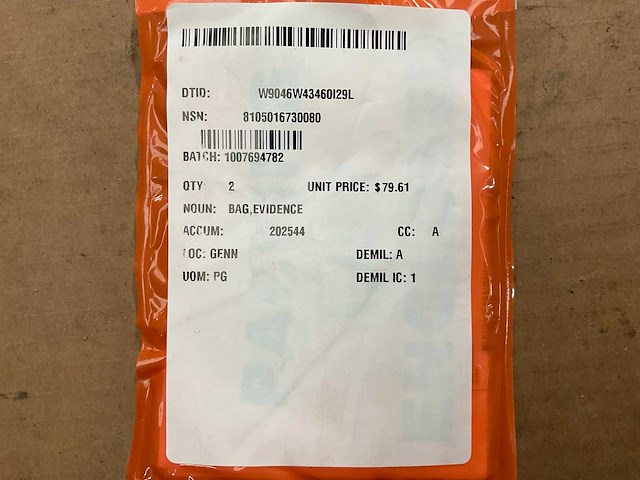 DTID: W9046W43460I29L
NSN: 8105016730080
BATCH: 1007694782
QTY: 2 UNIT PRICE: $79.61
NOUN: BAG,EVIDENCE
ACCUM: 202544 CC: A
LOC: GENN DEMIL: A
UOM: PG DEMIL IC: 1